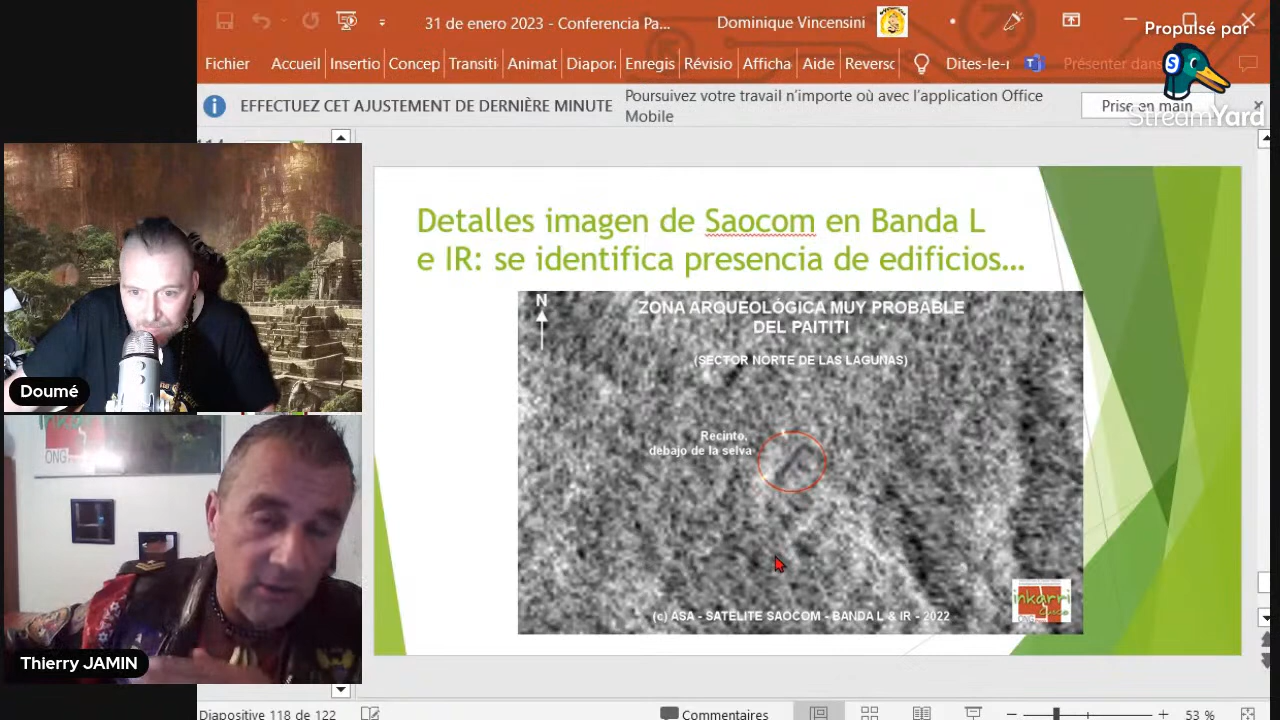 31 de enero 2023 - Conferencia Pa...
Dominique Vincensini
Propulsé par
StreamYard
Fichier Accueil Insertio Concep Transiti Animat Diapora Enregis Révisio Afficha Aide Reversc Dites-le-r Présenter dans
EFFECTUEZ CET AJUSTEMENT DE DERNIÈRE MINUTE
Poursuivez votre travail n'importe où avec l'application Office
Mobile
Prise en main
Detalles imagen de Saocom en Banda L
e IR: se identifica presencia de edificios...
N
ZONA ARQUEOLÓGICA MUY PROBABLE
DEL PAITITI
(SECTOR NORTE DE LAS LAGUNAS)
Recinto,
debajo de la selva
(c) ASA - SATELITE SAOCOM - BANDA L & IR - 2022
inkarri
Cusco
ONG
Doumé
ONG
Thierry JAMIN
Diapositive 118 de 122
Commentaires
53 %